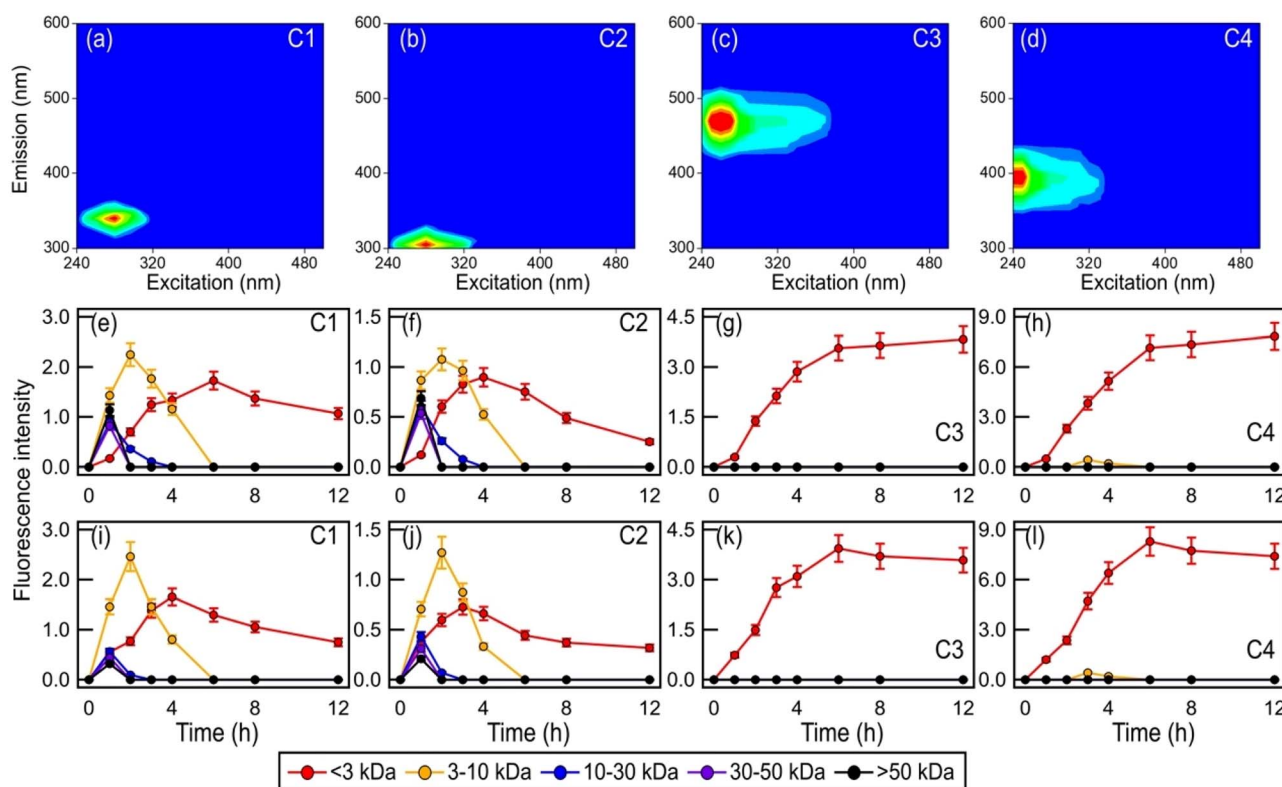 600 (a) C1 (b) C2 600 (c) C3 (d) C4
500 500
400 400
300 300
240 320 400 480 240 320 400 480 240 320 400 480 240 320 400 480
Emission (nm)
Excitation (nm) Excitation (nm) Excitation (nm) Excitation (nm)
3.0 (e) C1 1.5 (f) C2 4.5 (g) 9.0 (h)
2.0 1.0 3.0 6.0
1.0 0.5 1.5 C3 3.0 C4
0.0 0.0 0.0 0.0
0 4 8 12 0 4 8 12 0 4 8 12 0 4 8 12
Fluorescence intensity
3.0 (i) C1 1.5 (j) C2 4.5 (k) 9.0 (l)
2.0 1.0 3.0 6.0
1.0 0.5 1.5 C3 3.0 C4
0.0 0.0 0.0 0.0
0 4 8 12 0 4 8 12 0 4 8 12 0 4 8 12
Time (h) Time (h) Time (h) Time (h)
<3 kDa 3-10 kDa 10-30 kDa 30-50 kDa >50 kDa